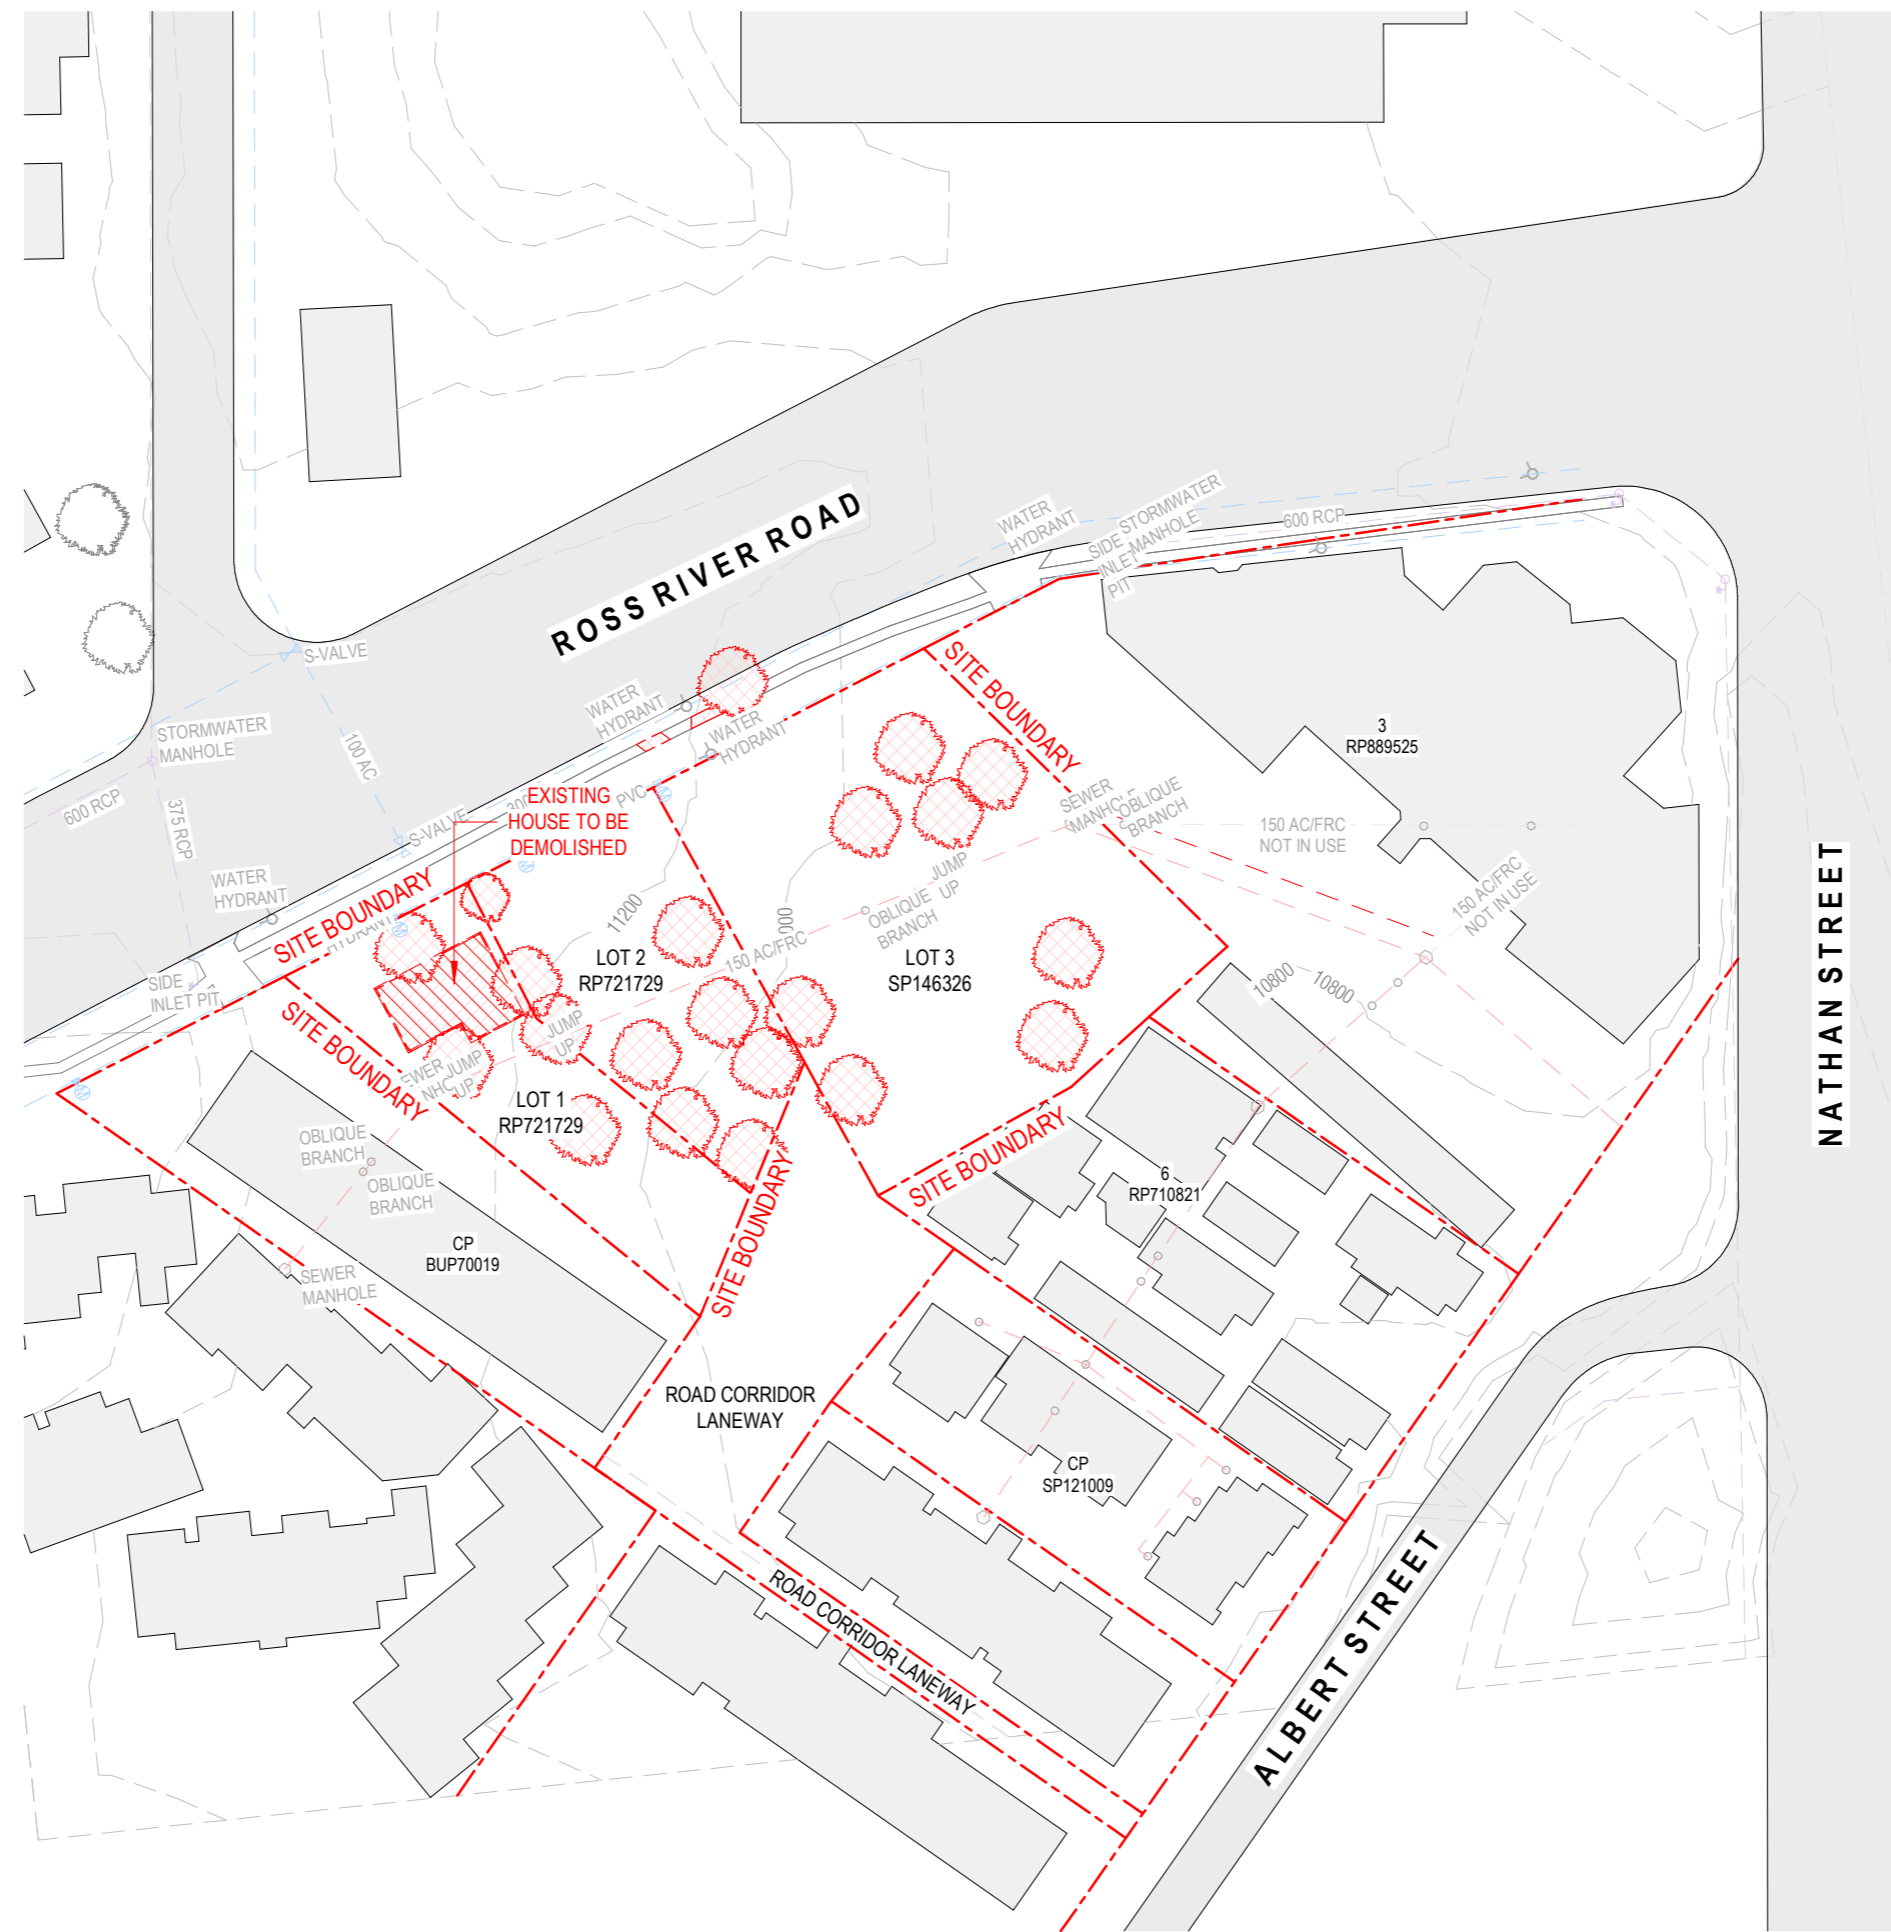 ROSS RIVER ROAD
WATER
HYDRANT
SIDE
INLET
PIT
STORMWATER
MANHOLE
600 RCP
S-VALVE
STORMWATER
MANHOLE
100 AC
600 RCP
375 RCP
WATER
HYDRANT
WATER
HYDRANT
PVC
S-VALVE
EXISTING
HOUSE TO BE
DEMOLISHED
SITE BOUNDARY
3
RP889525
SEWER
MANHOLE
OBLIQUE
BRANCH
150 AC/FRC
NOT IN USE
150 AC/FRC
NOT IN USE
NATHAN STREET
WATER
HYDRANT
SITE BOUNDARY
HYDRANT
SIDE
INLET PIT
11200
LOT 2
RP721729
150 AC/FRC
OBLIQUE
BRANCH
JUMP
UP
LOT 3
SP146326
10800
10800
SITE BOUNDARY
JUMP
UP
JUMP
UP
LOT 1
RP721729
OBLIQUE
BRANCH
OBLIQUE
BRANCH
SITE BOUNDARY
SITE BOUNDARY
6
RP710821
CP
BUP70019
SEWER
MANHOLE
ROAD CORRIDOR
LANEWAY
CP
SP121009
ROAD CORRIDOR LANEWAY
ALBERT STREET